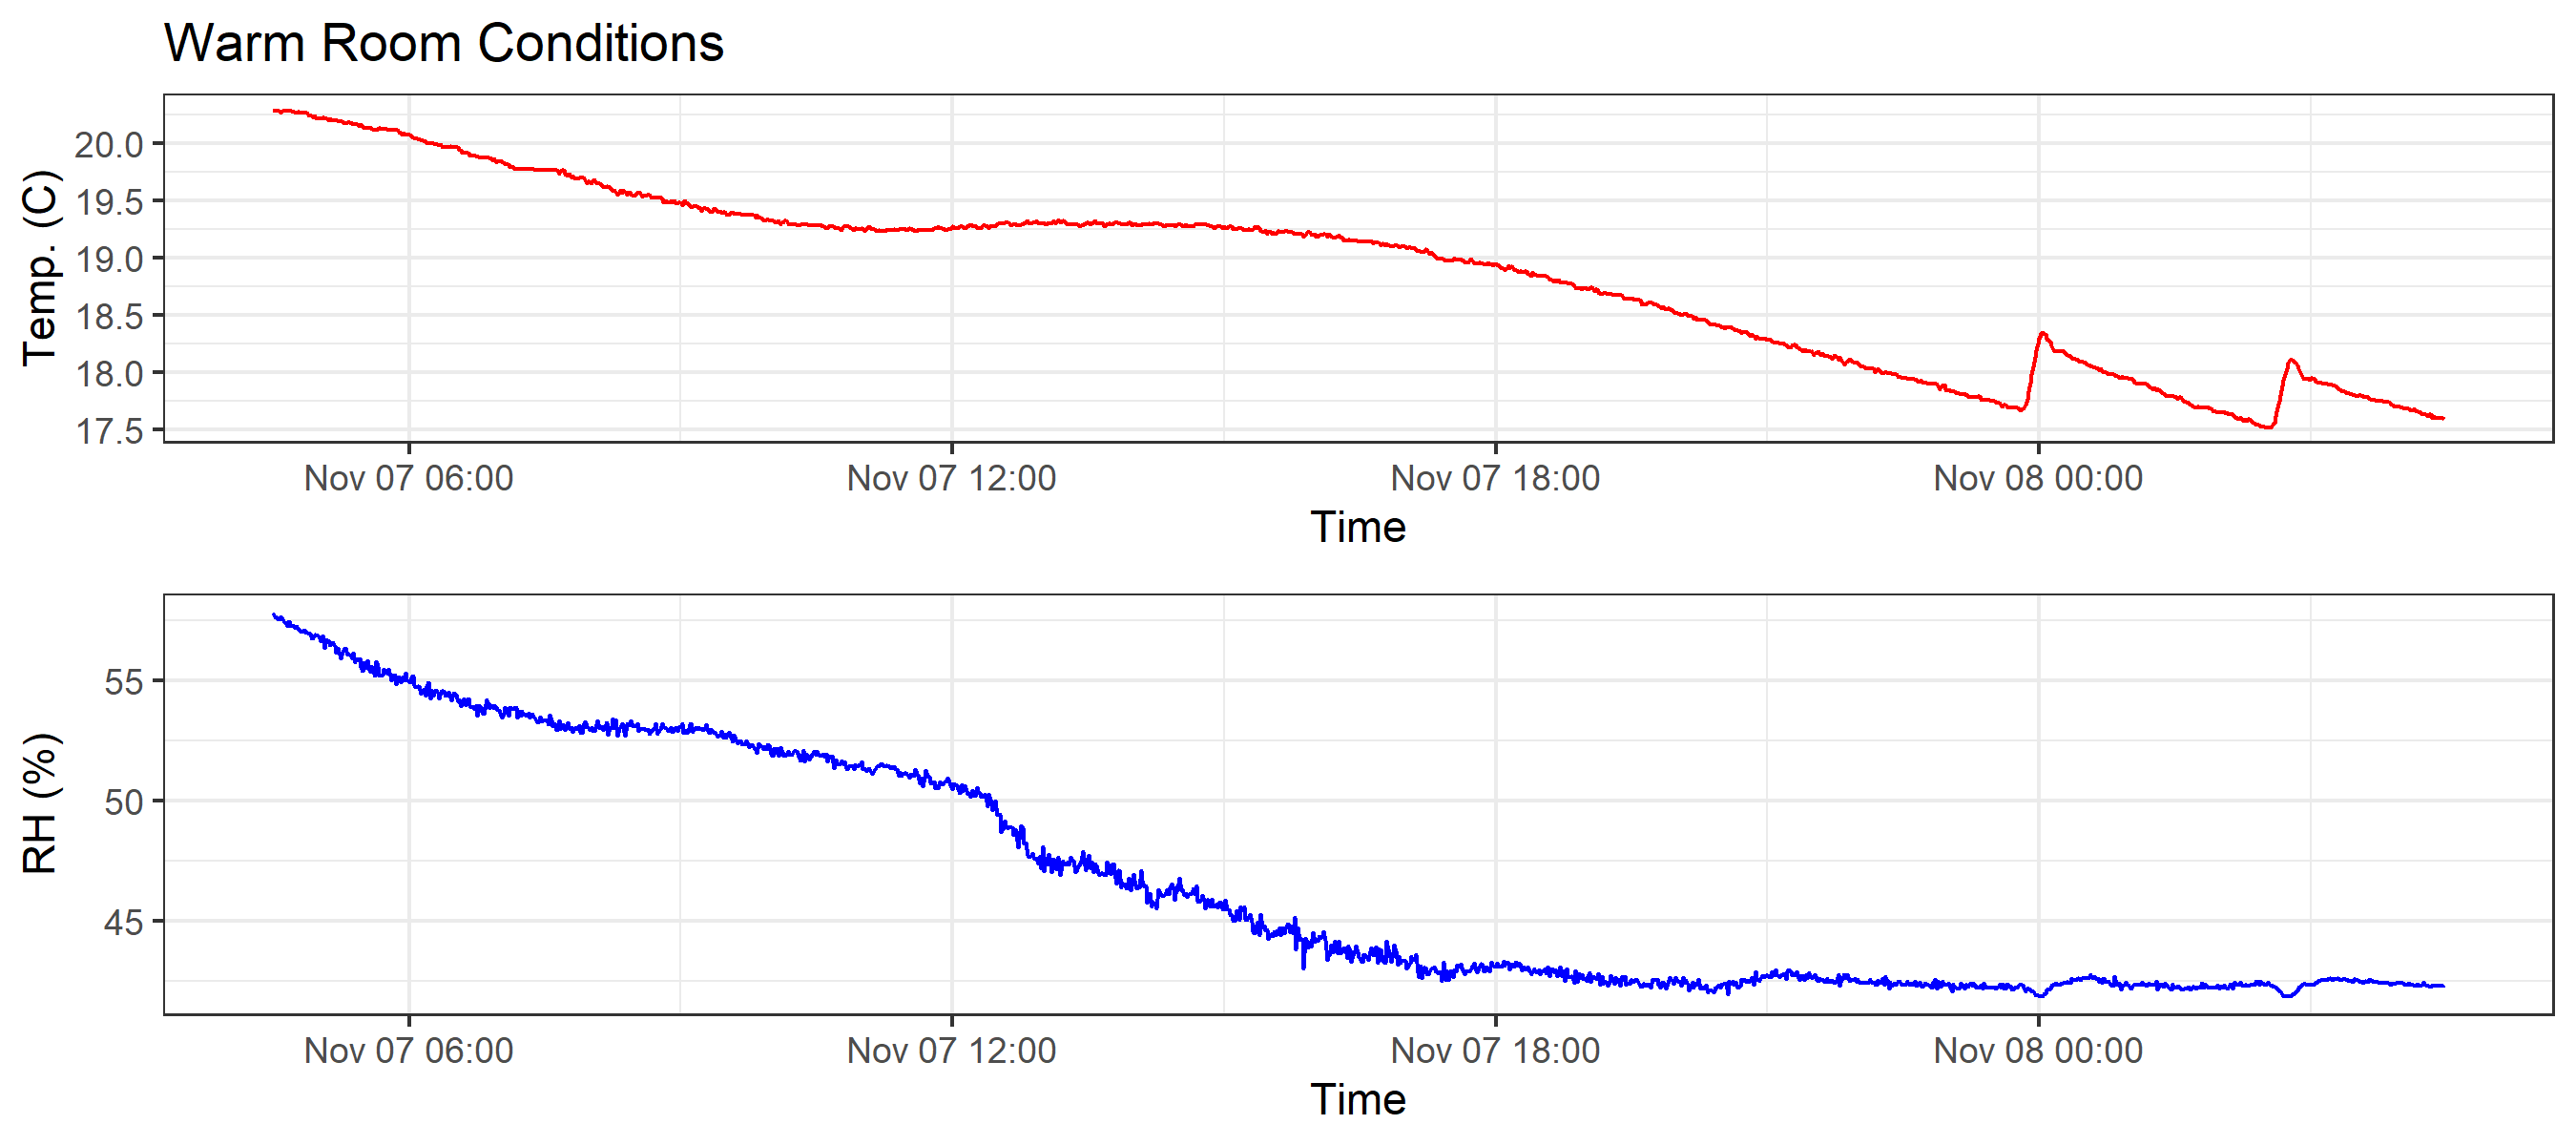 Warm Room Conditions
Temp. (C)
20.0
19.5
19.0
18.5
18.0
17.5
Nov 07 06:00 Nov 07 12:00 Nov 07 18:00 Nov 08 00:00
Time
RH (%)
55
50
45
Nov 07 06:00 Nov 07 12:00 Nov 07 18:00 Nov 08 00:00
Time